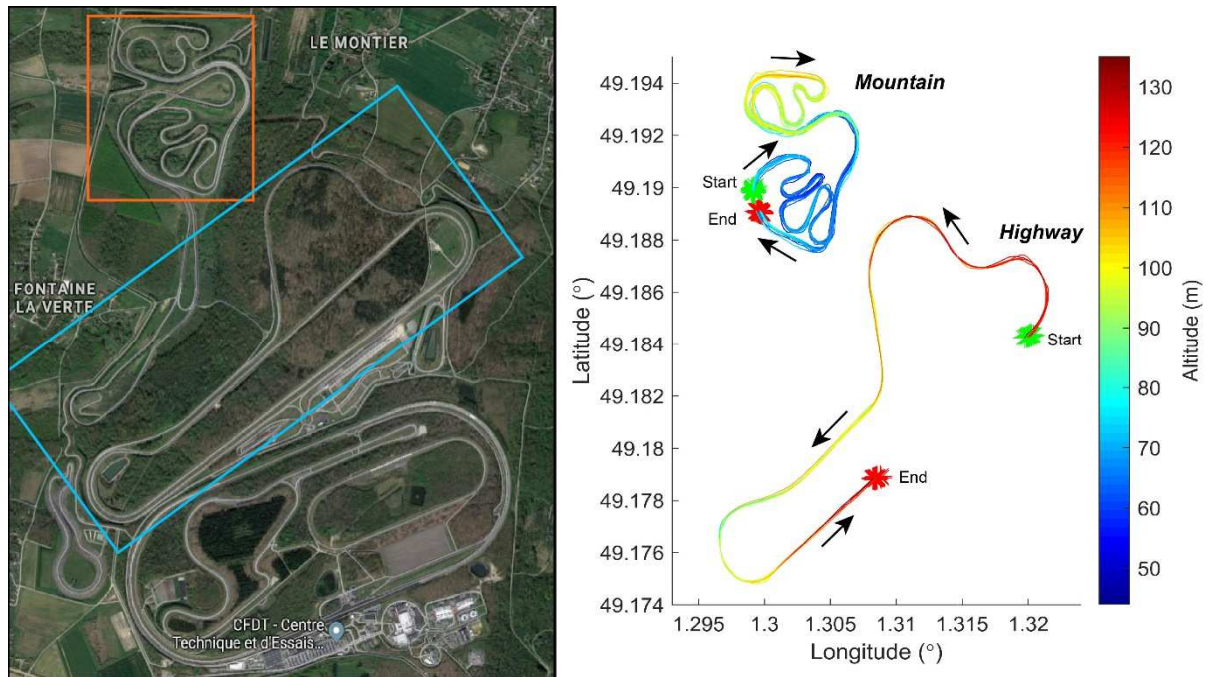 LE MONTIER
FONTAINE
LA VERTE
CFDT - Centre
Technique et d'Essais...
Mountain
Highway
Start
End
Start
End
49.194
49.192
49.19
49.188
49.186
49.184
49.182
49.18
49.178
49.176
49.174
Latitude (°)
1.295
1.3
1.305
1.31
1.315
1.32
Longitude (°)
130
120
110
100
90
80
70
60
50
Altitude (m)